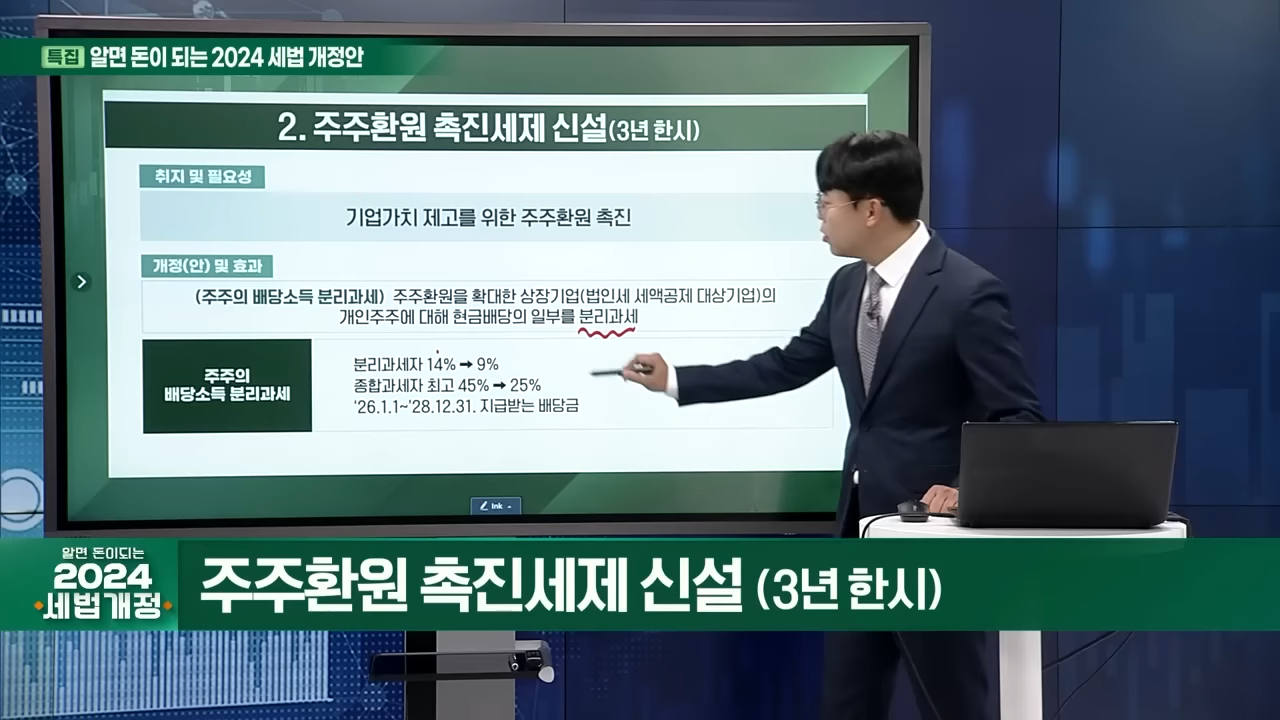 특집 알면 돈이 되는 2024 세법 개정안
2. 주주환원 촉진세제 신설(3년 한시)
취지 및 필요성
기업가치 제고를 위한 주주환원 촉진
개정(안) 및 효과
(주주의 배당소득 분리과세) 주주환원을 확대한 상장기업(법인세 세액공제 대상기업)의
개인주주에 대해 현금배당의 일부를 분리과세
주주의
배당소득 분리과세
분리과세자 14% ➡ 9%
종합과세자 최고 45% ➡ 25%
‘26.1.1~’28.12.31. 지급받는 배당금
Ink
알면 돈이되는
2024
세법개정
주주환원 촉진세제 신설 (3년 한시)